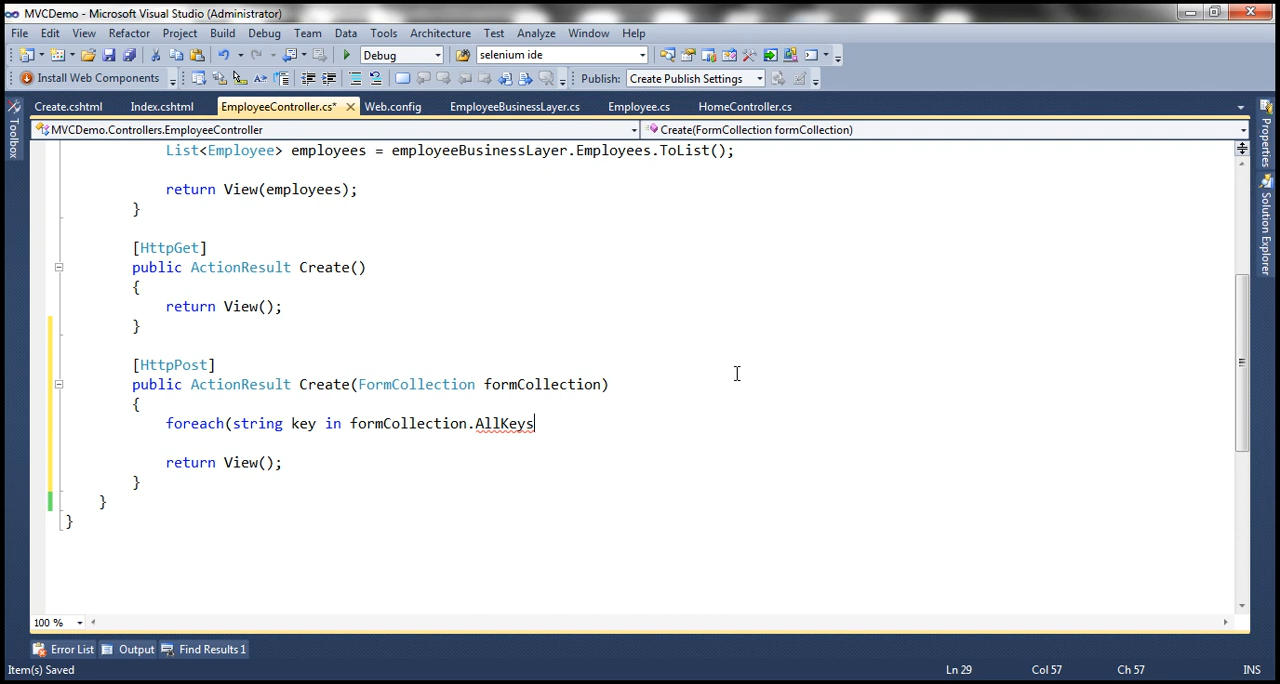 MVCDemo - Microsoft Visual Studio (Administrator)
File Edit View Refactor Project Build Debug Team Data Tools Architecture Test Analyze Window Help
Debug selenium ide
Install Web Components Publish: Create Publish Settings
Create.cshtml Index.cshtml EmployeeController.cs* Web.config EmployeeBusinessLayer.cs Employee.cs HomeController.cs
MVCDemo.Controllers.EmployeeController Create(FormCollection formCollection)
Toolbox
Properties
Solution Explorer
List<Employee> employees = employeeBusinessLayer.Employees.ToList();
return View(employees);
}
[HttpGet]
public ActionResult Create()
{
return View();
}
[HttpPost]
public ActionResult Create(FormCollection formCollection)
{
foreach(string key in formCollection.AllKeys
return View();
}
}
}
100 %
Error List Output Find Results 1
Item(s) Saved Ln 29 Col 57 Ch 57 INS